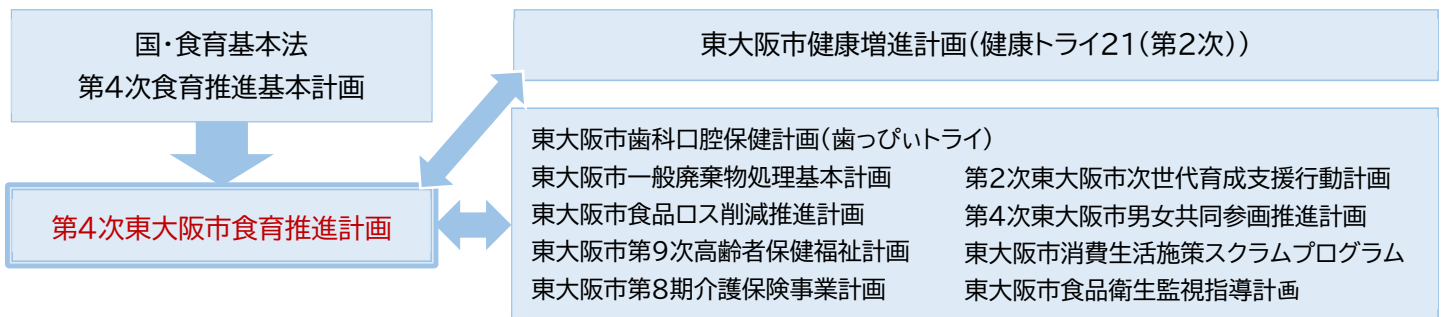 国・食育基本法
第4次食育推進基本計画
第4次東大阪市食育推進計画
東大阪市健康増進計画(健康トライ21(第2次))
東大阪市歯科口腔保健計画(歯っぴぃトライ)
東大阪市一般廃棄物処理基本計画
東大阪市食品ロス削減推進計画
東大阪市第9次高齢者保健福祉計画
東大阪市第8期介護保険事業計画
第2次東大阪市次世代育成支援行動計画
第4次東大阪市男女共同参画推進計画
東大阪市消費生活施策スクラムプログラム
東大阪市食品衛生監視指導計画